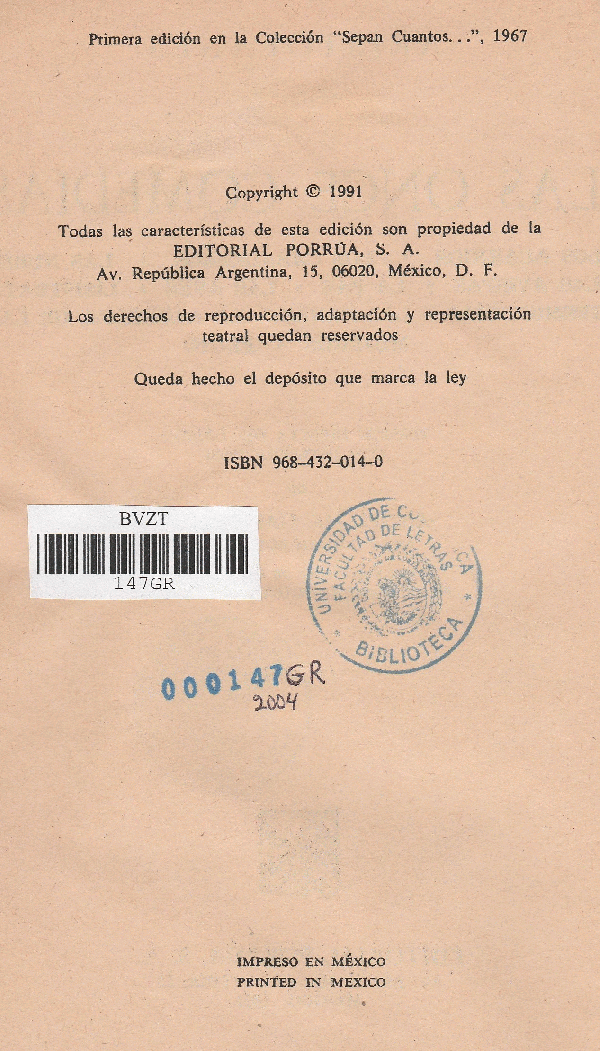 Primera edición en la Colección "Sepan Cuantos...", 1967
Copyright © 1991
Todas las características de esta edición son propiedad de la
EDITORIAL PORRÚA, S. A.
Av. República Argentina, 15, 06020, México, D. F.
Los derechos de reproducción, adaptación y representación
teatral quedan reservados
Queda hecho el depósito que marca la ley
ISBN 968-432-014-0
BVZT
147GR
UNIVERSIDAD DE
FACULTAD DE LETRAS
* BIBLIOTECA *
000147GR
2004
IMPRESO EN MÉXICO
PRINTED IN MEXICO